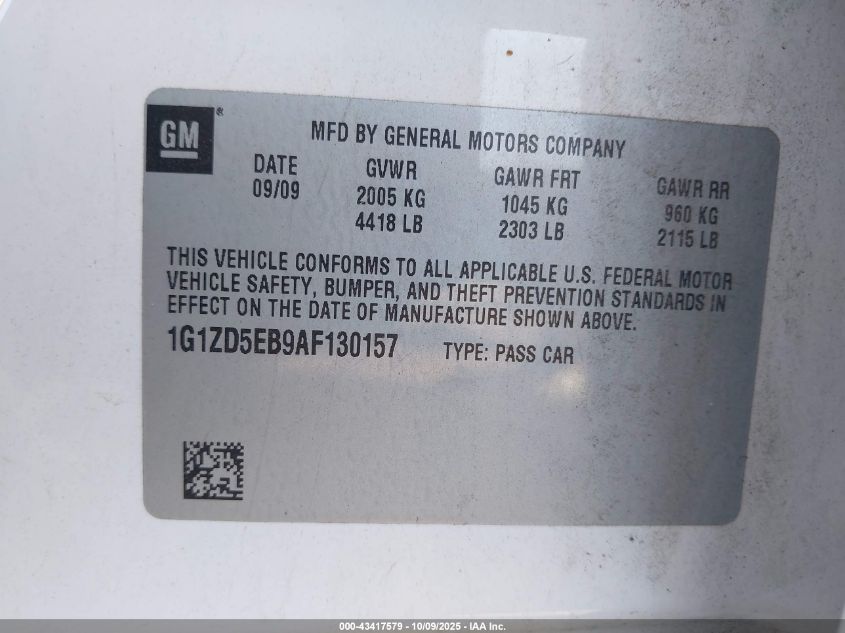 GM®
MFD BY GENERAL MOTORS COMPANY
DATE GVWR GAWR FRT GAWR RR
09/09 2005 KG 1045 KG 960 KG
4418 LB 2303 LB 2115 LB
THIS VEHICLE CONFORMS TO ALL APPLICABLE U.S. FEDERAL MOTOR
VEHICLE SAFETY, BUMPER, AND THEFT PREVENTION STANDARDS IN
EFFECT ON THE DATE OF MANUFACTURE SHOWN ABOVE.
1G1ZD5EB9AF130157 TYPE: PASS CAR
000-43417579 - 10/09/2025 - IAA Inc.